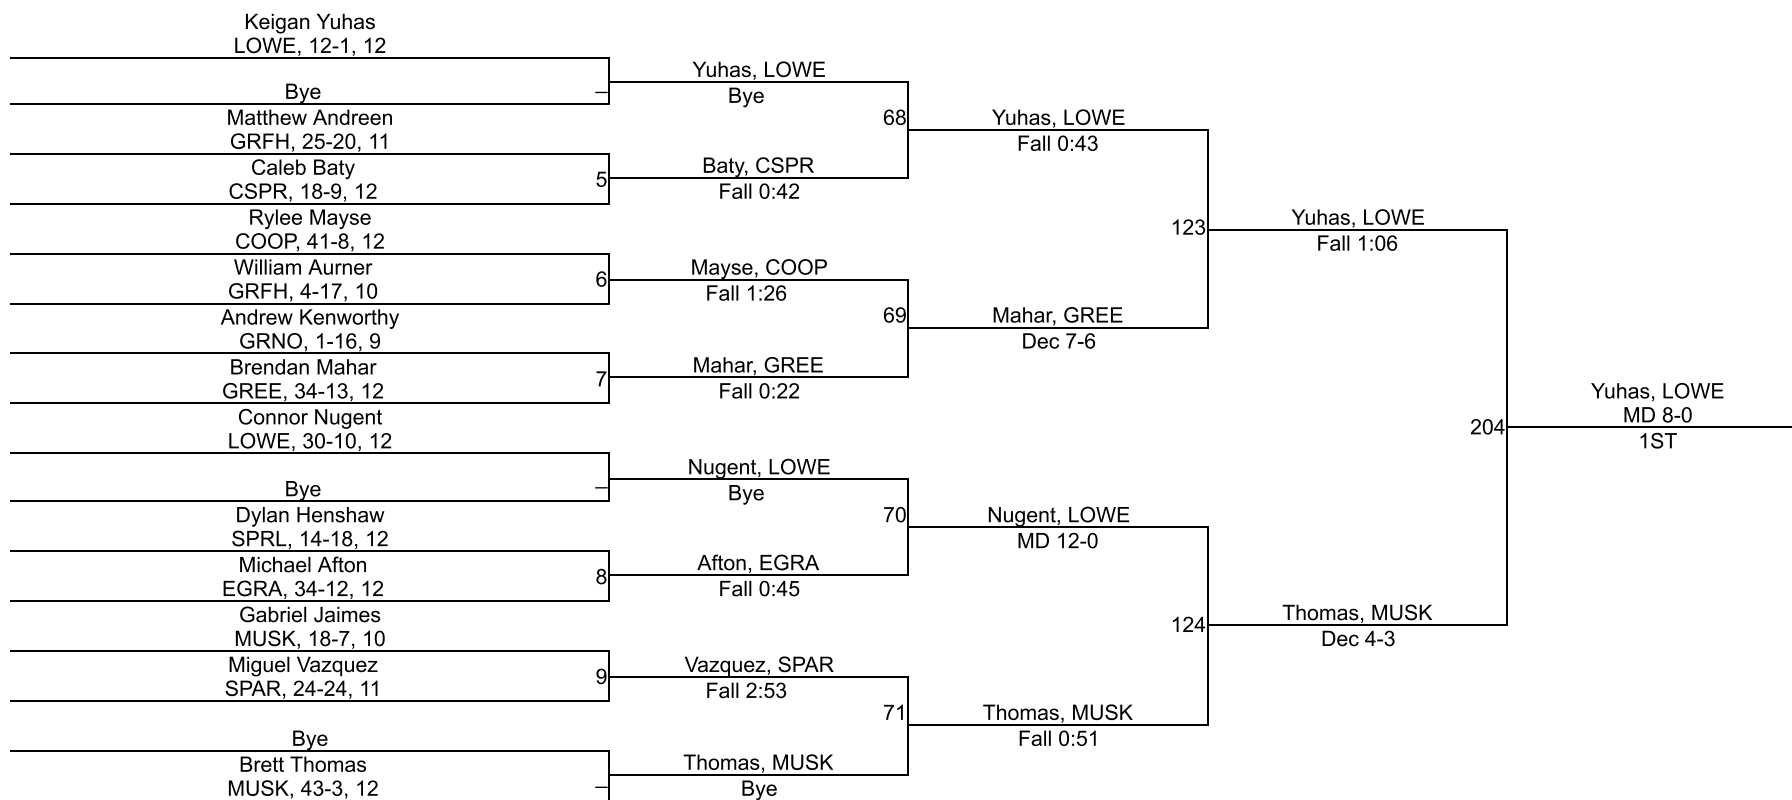 Keigan Yuhas
LOWE, 12-1, 12
Bye
–
Matthew Andreen
GRFH, 25-20, 11
Caleb Baty
CSPR, 18-9, 12
5
Rylee Mayse
COOP, 41-8, 12
William Aurner
GRFH, 4-17, 10
6
Andrew Kenworthy
GRNO, 1-16, 9
Brendan Mahar
GREE, 34-13, 12
7
Connor Nugent
LOWE, 30-10, 12
Bye
–
Dylan Henshaw
SPRL, 14-18, 12
Michael Afton
EGRA, 34-12, 12
8
Gabriel Jaimes
MUSK, 18-7, 10
Miguel Vazquez
SPAR, 24-24, 11
9
Bye
Brett Thomas
MUSK, 43-3, 12
–
Yuhas, LOWE
Bye
68
Baty, CSPR
Fall 0:42
Mayse, COOP
Fall 1:26
69
Mahar, GREE
Fall 0:22
Nugent, LOWE
Bye
70
Afton, EGRA
Fall 0:45
Vazquez, SPAR
Fall 2:53
71
Thomas, MUSK
Bye
Yuhas, LOWE
Fall 0:43
123
Mahar, GREE
Dec 7-6
Nugent, LOWE
MD 12-0
124
Thomas, MUSK
Fall 0:51
Yuhas, LOWE
Fall 1:06
204
Thomas, MUSK
Dec 4-3
Yuhas, LOWE
MD 8-0
1ST